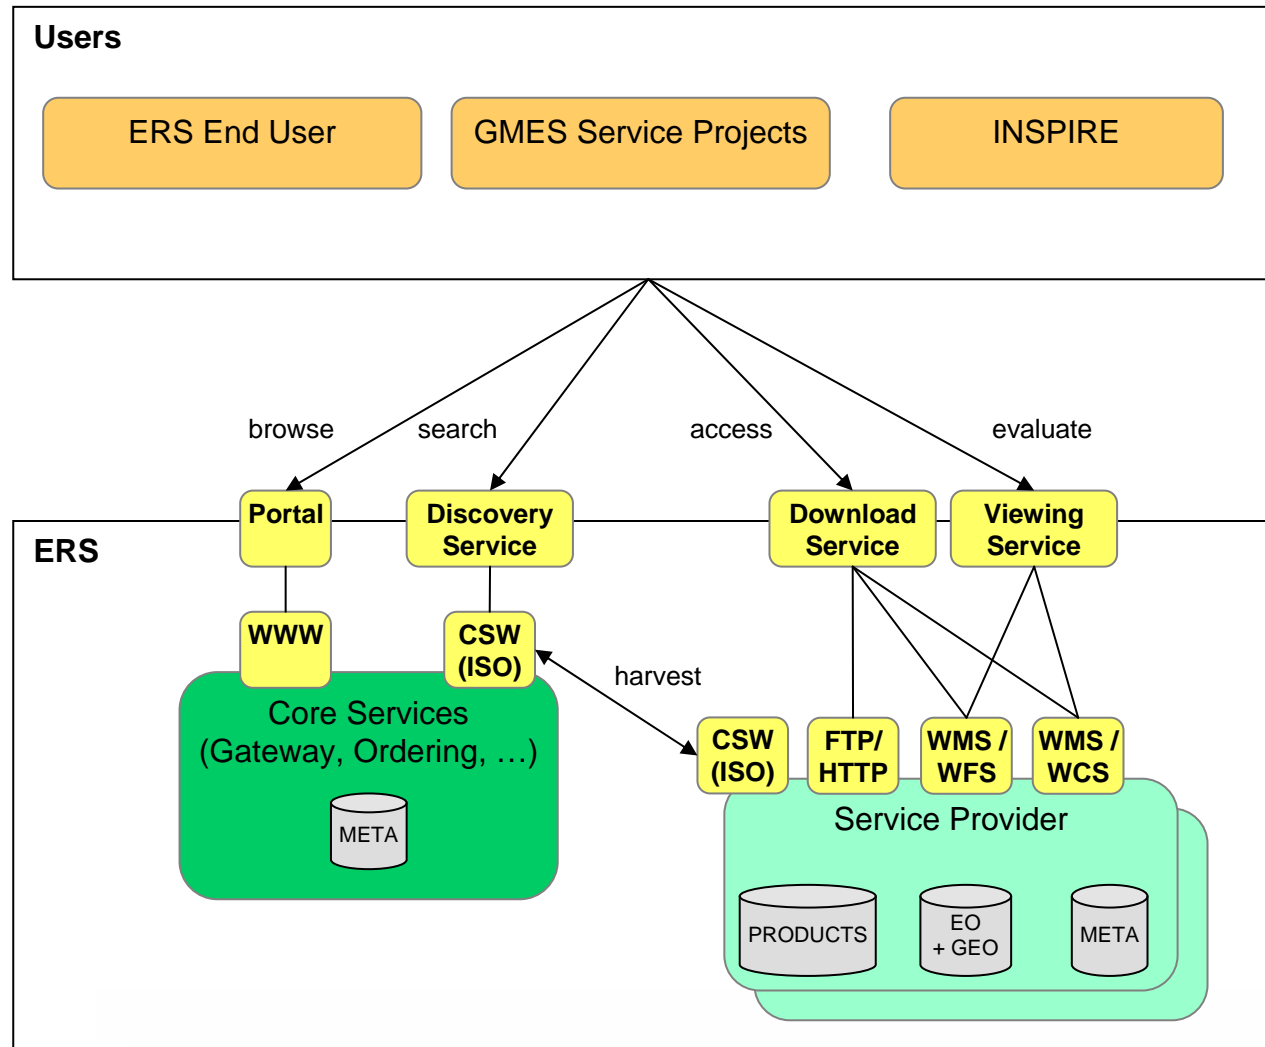 Users
ERS End User
GMES Service Projects
INSPIRE
browse
search
access
evaluate
Portal
Discovery
Service
Download
Service
Viewing
Service
ERS
WWW
CSW
(ISO)
harvest
Core Services
(Gateway, Ordering, …)
META
CSW
(ISO)
FTP/
HTTP
WMS /
WFS
WMS /
WCS
Service Provider
PRODUCTS
EO
+ GEO
META